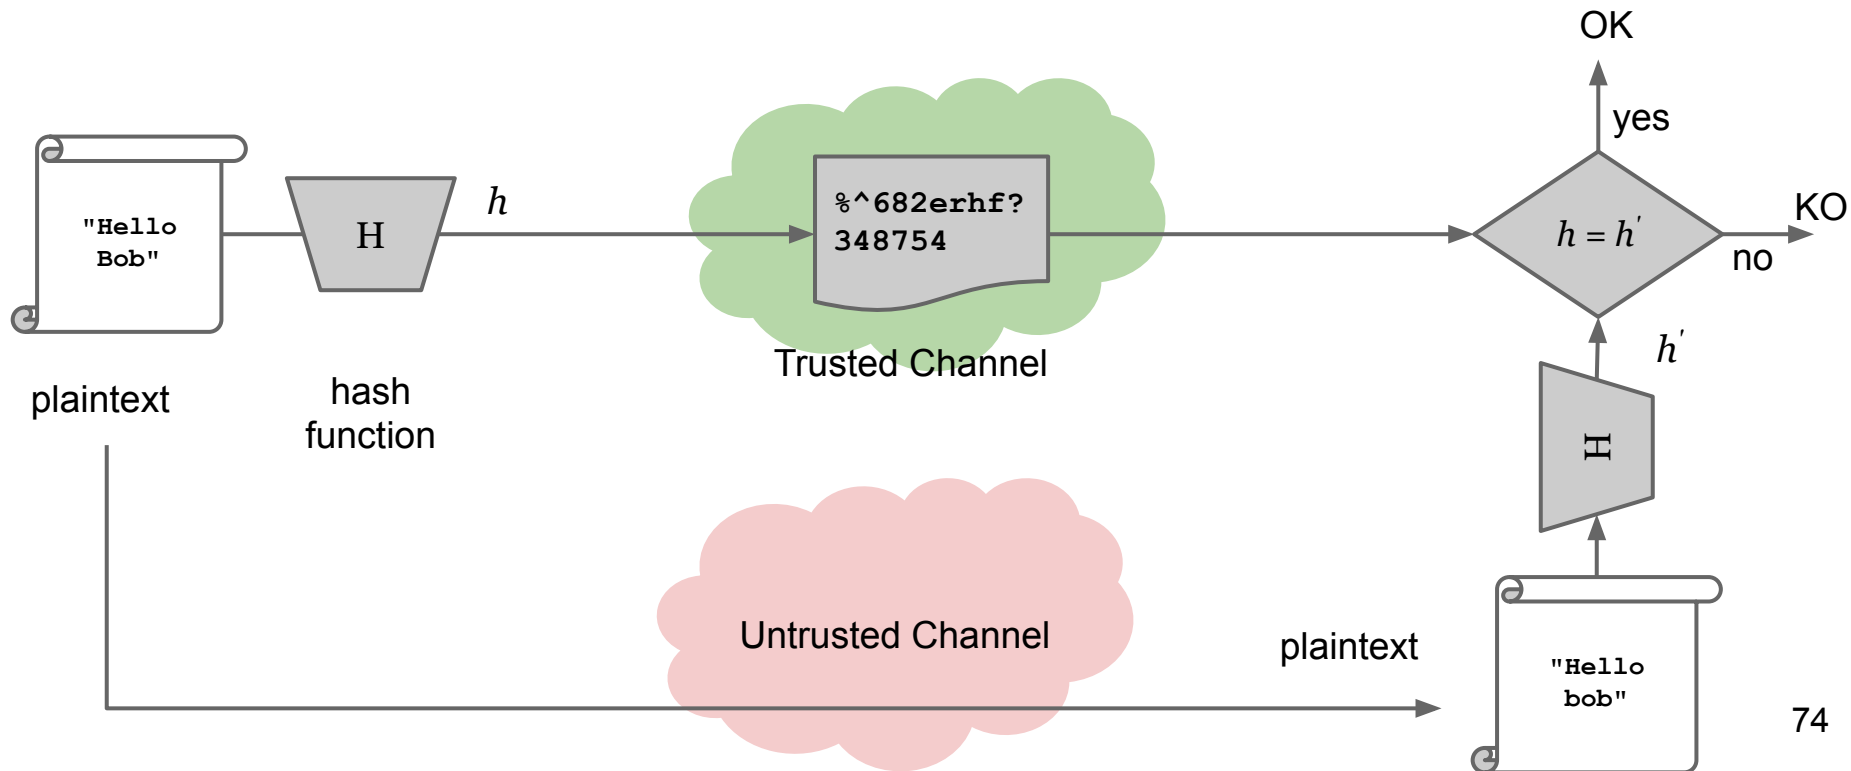 OK
yes
"Hello
Bob"
H
h
%^682erhf?
348754
h = h'
KO
no
Trusted Channel
h'
plaintext
hash
function
H
Untrusted Channel
plaintext
"Hello
bob"
74